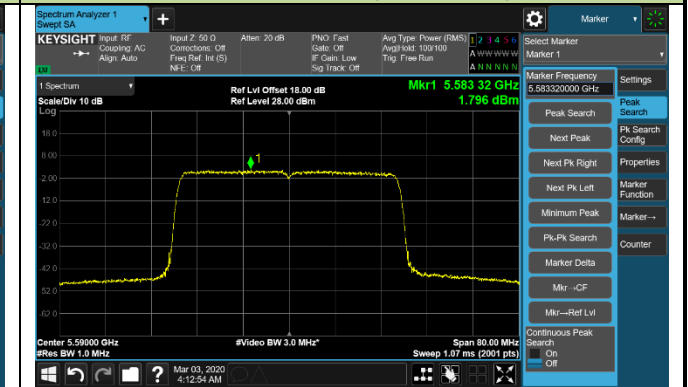 Spectrum Analyzer 1
Swept SA
+
Marker
KEYSIGHT
Input: RF
Coupling: AC
Align: Auto
Input Z: 50 Ω
Corrections: Off
Freq Ref: Int (S)
NFE: Off
Atten: 20 dB
PNO: Fast
Gate: Off
IF Gain: Low
Sig Track: Off
Avg Type: Power (RMS)
Avg|Hold: 100/100
Trig: Free Run
1 2 3 4 5 6
A W W W W W
A N N N N N
Select Marker
Marker 1
1 Spectrum
Scale/Div 10 dB
Log
Ref Lvl Offset 18.00 dB
Ref Level 28.00 dBm
Mkr1 5.583 32 GHz
1.796 dBm
18.0
8.00
-2.00
-12.0
-22.0
-32.0
-42.0
-52.0
-62.0
1
Center 5.59000 GHz
#Res BW 1.0 MHz
#Video BW 3.0 MHz*
Span 80.00 MHz
Sweep 1.07 ms (2001 pts)
Marker Frequency
5.583320000 GHz
Peak Search
Next Peak
Next Pk Right
Next Pk Left
Minimum Peak
Pk-Pk Search
Marker Delta
Mkr→CF
Mkr→Ref Lvl
Continuous Peak
Search
On
Off
Settings
Peak
Search
Pk Search
Config
Properties
Marker
Function
Marker→
Counter
?
Mar 03, 2020
4:12:54 AM